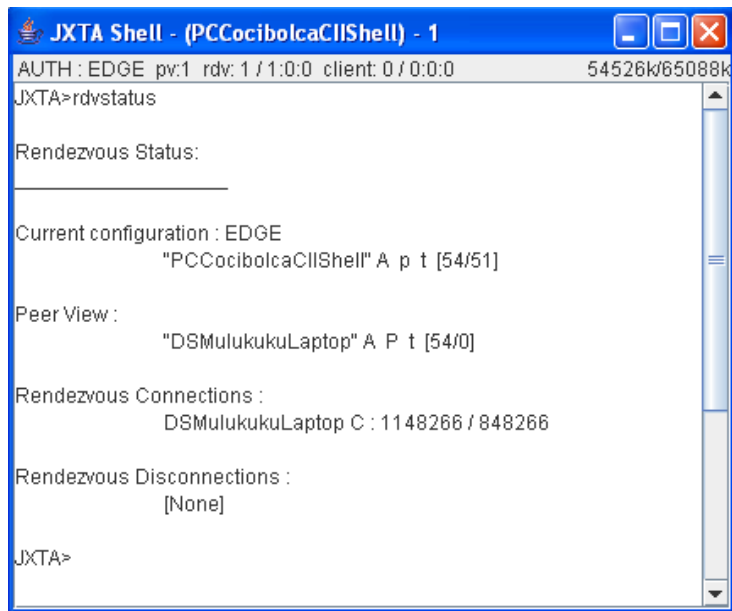 JXTA Shell - (PCCocibolcaCIIShell) - 1
AUTH : EDGE pv:1 rdv: 1 / 1:0:0 client: 0 / 0:0:0 54526k/65088k
JXTA>rdvstatus
Rendezvous Status:
Current configuration : EDGE
"PCCocibolcaCIIShell" A p t [54/51]
Peer View :
"DSMulukukuLaptop" A P t [54/0]
Rendezvous Connections :
DSMulukukuLaptop C : 1148266 / 848266
Rendezvous Disconnections :
[None]
JXTA>